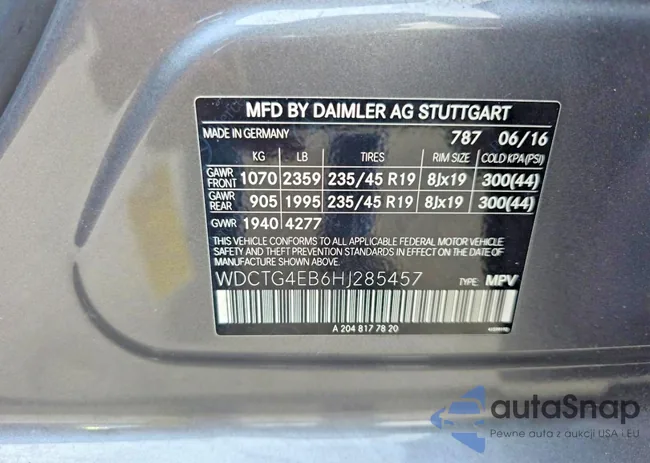 MFD BY DAIMLER AG STUTTGART
MADE IN GERMANY 787 06/16
KG LB TIRES RIM SIZE COLD KPA(PSI)
GAWR FRONT 1070 2359 235/45 R19 8Jx19 300(44)
GAWR REAR 905 1995 235/45 R19 8Jx19 300(44)
GVWR 1940 4277
THIS VEHICLE CONFORMS TO ALL APPLICABLE FEDERAL MOTOR VEHICLE
SAFETY AND THEFT PREVENTION STANDARDS IN EFFECT ON THE
DATE OF MANUFACTURE SHOWN ABOVE.
WDCTG4EB6HJ285457 TYPE: MPV
A 204 817 78 20
autaSnap
Pewne auta z aukcji USA i EU